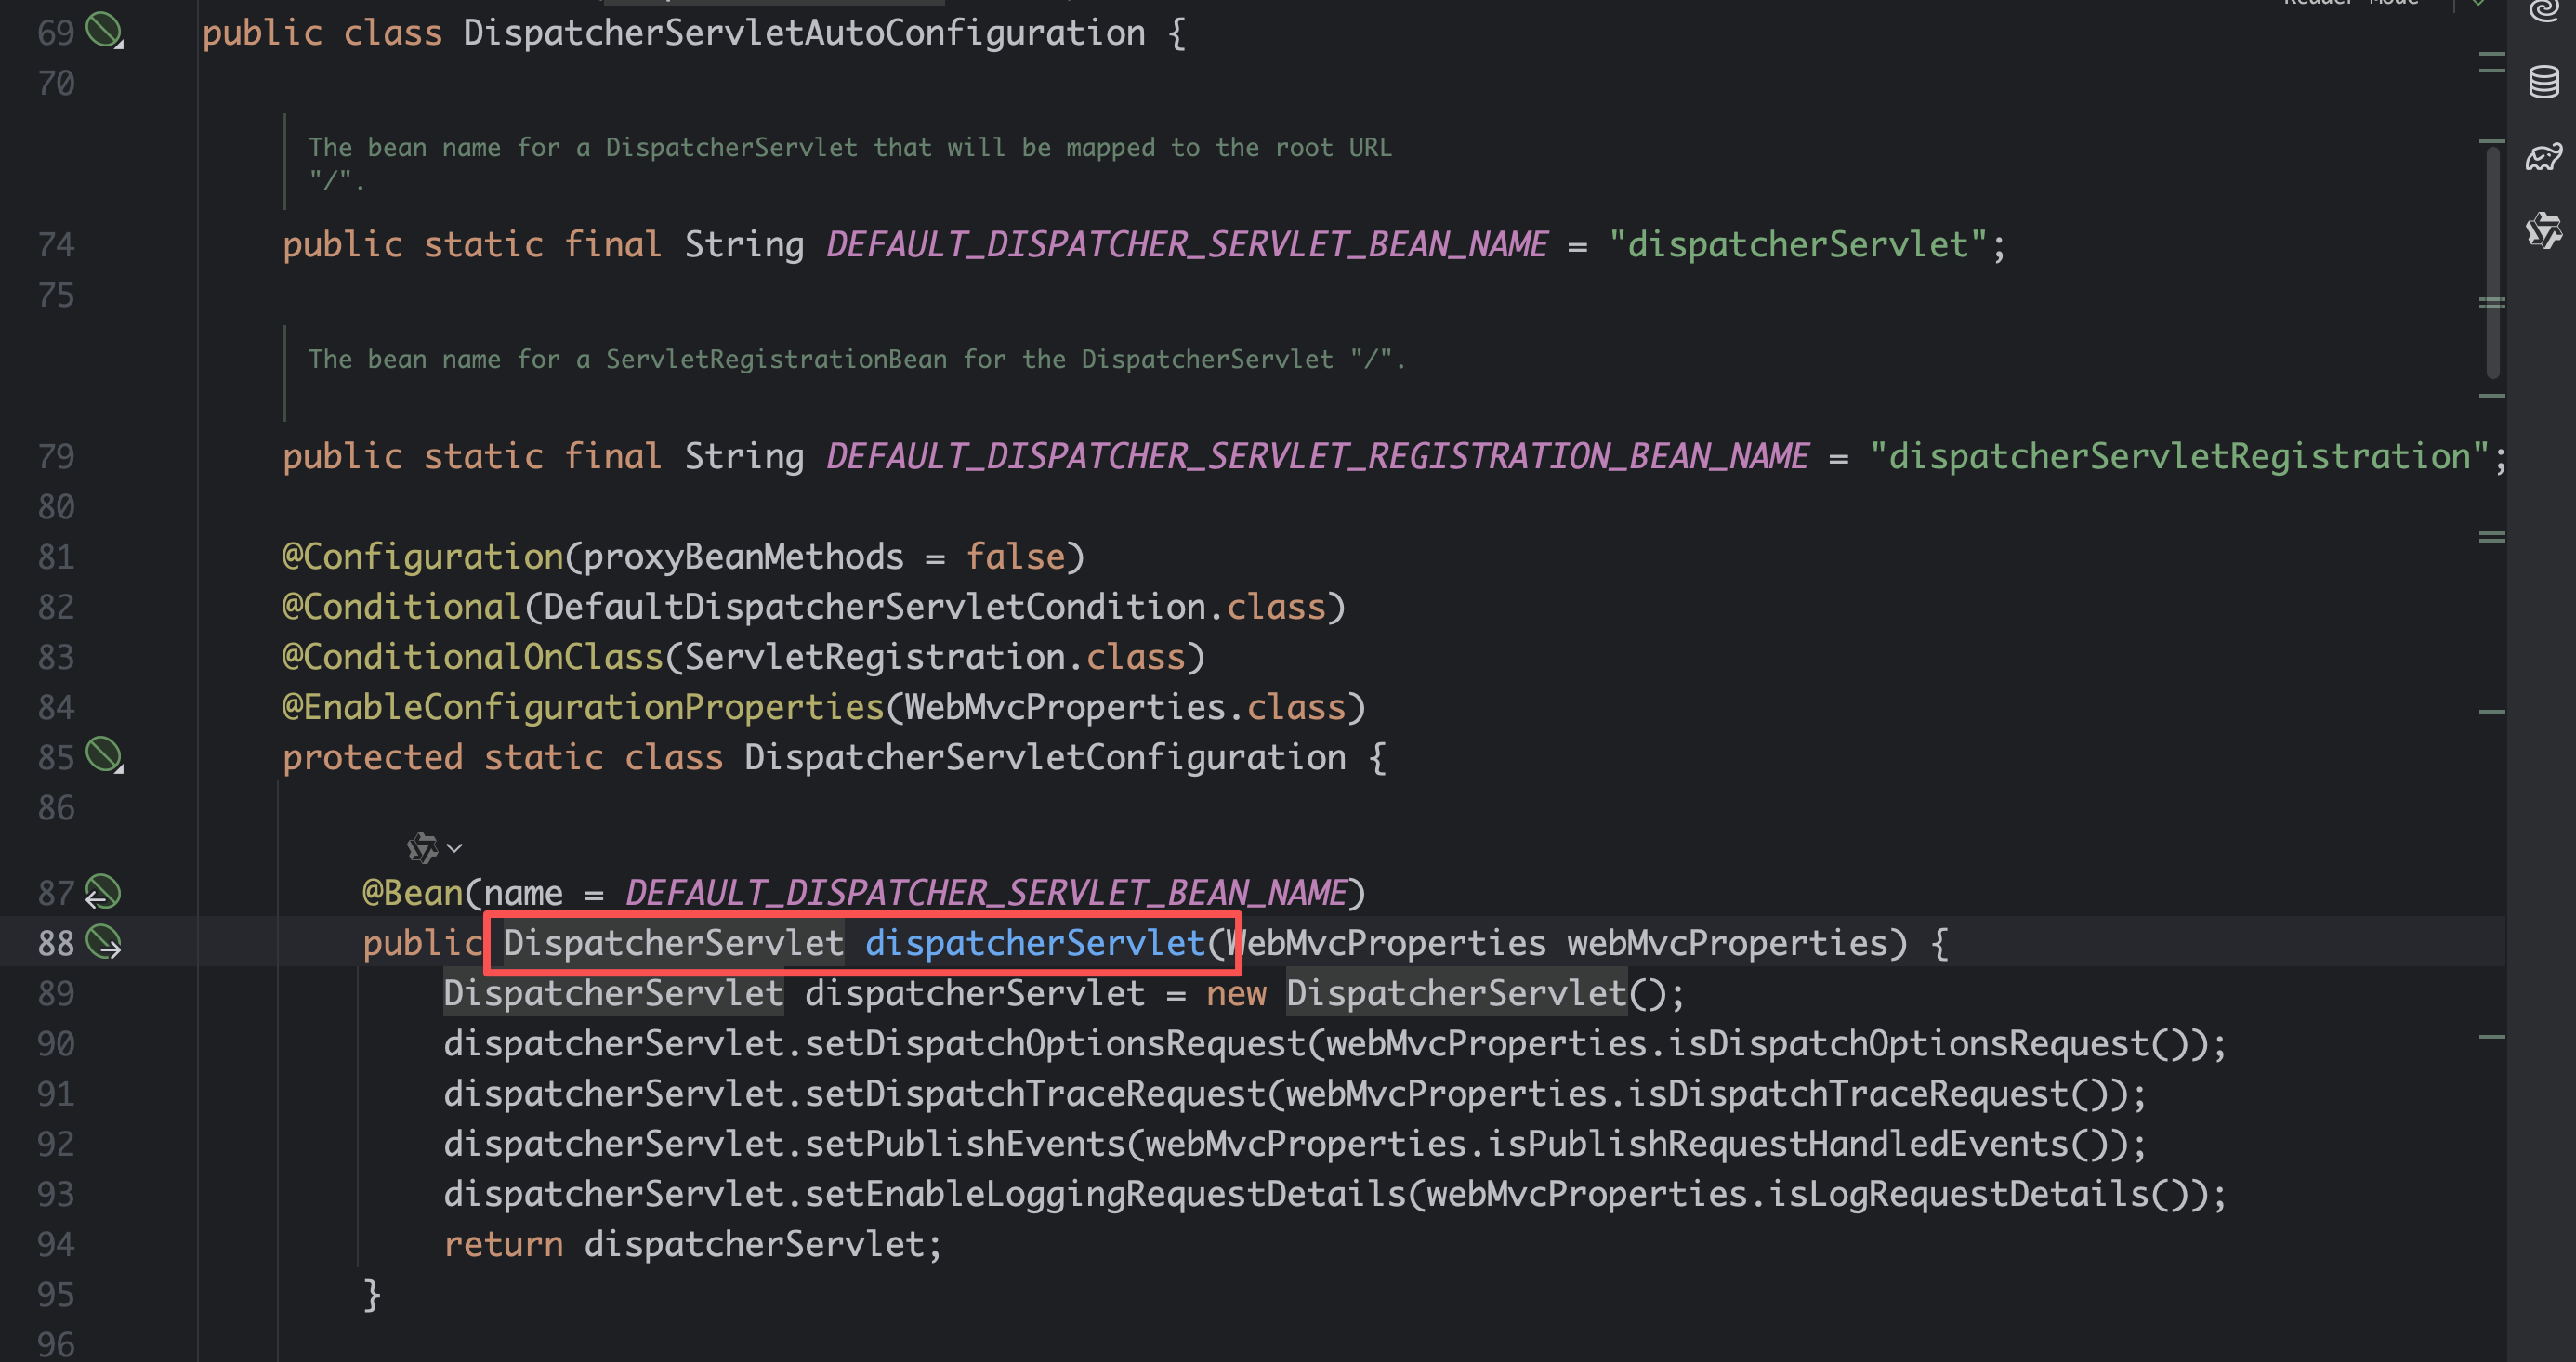 69 public class DispatcherServletAutoConfiguration {
70
The bean name for a DispatcherServlet that will be mapped to the root URL
"/".
74 public static final String DEFAULT_DISPATCHER_SERVLET_BEAN_NAME = "dispatcherServlet";
75
The bean name for a ServletRegistrationBean for the DispatcherServlet "/".
79 public static final String DEFAULT_DISPATCHER_SERVLET_REGISTRATION_BEAN_NAME = "dispatcherServletRegistration";
80
81 @Configuration(proxyBeanMethods = false)
82 @Conditional(DefaultDispatcherServletCondition.class)
83 @ConditionalOnClass(ServletRegistration.class)
84 @EnableConfigurationProperties(WebMvcProperties.class)
85 protected static class DispatcherServletConfiguration {
86
87 @Bean(name = DEFAULT_DISPATCHER_SERVLET_BEAN_NAME)
88 public DispatcherServlet dispatcherServlet(WebMvcProperties webMvcProperties) {
89 DispatcherServlet dispatcherServlet = new DispatcherServlet();
90 dispatcherServlet.setDispatchOptionsRequest(webMvcProperties.isDispatchOptionsRequest());
91 dispatcherServlet.setDispatchTraceRequest(webMvcProperties.isDispatchTraceRequest());
92 dispatcherServlet.setPublishEvents(webMvcProperties.isPublishRequestHandledEvents());
93 dispatcherServlet.setEnableLoggingRequestDetails(webMvcProperties.isLogRequestDetails());
94 return dispatcherServlet;
95 }
96